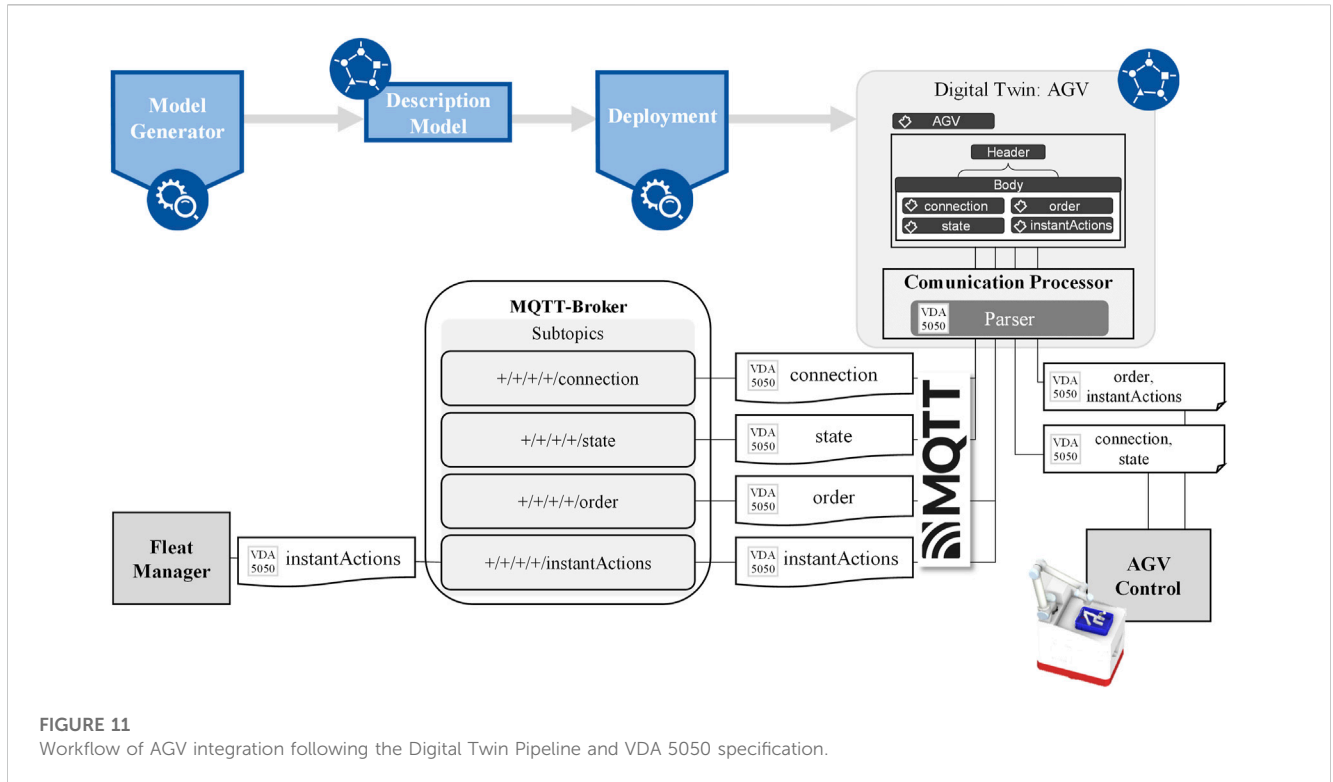 Model
Generator
Description
Model
Deployment
Digital Twin: AGV
AGV
Header
Body
connection
order
state
instantActions
Comunication Processor
VDA
5050
Parser
MQTT-Broker
Subtopics
+/+/+/+/connection
+/+/+/+/state
+/+/+/+/order
+/+/+/+/instantActions
VDA
5050
connection
VDA
5050
state
VDA
5050
order
VDA
5050
instantActions
MQTT
VDA
5050
order,
instantActions
VDA
5050
connection,
state
Fleat
Manager
VDA
5050
instantActions
AGV
Control
FIGURE 11
Workflow of AGV integration following the Digital Twin Pipeline and VDA 5050 specification.